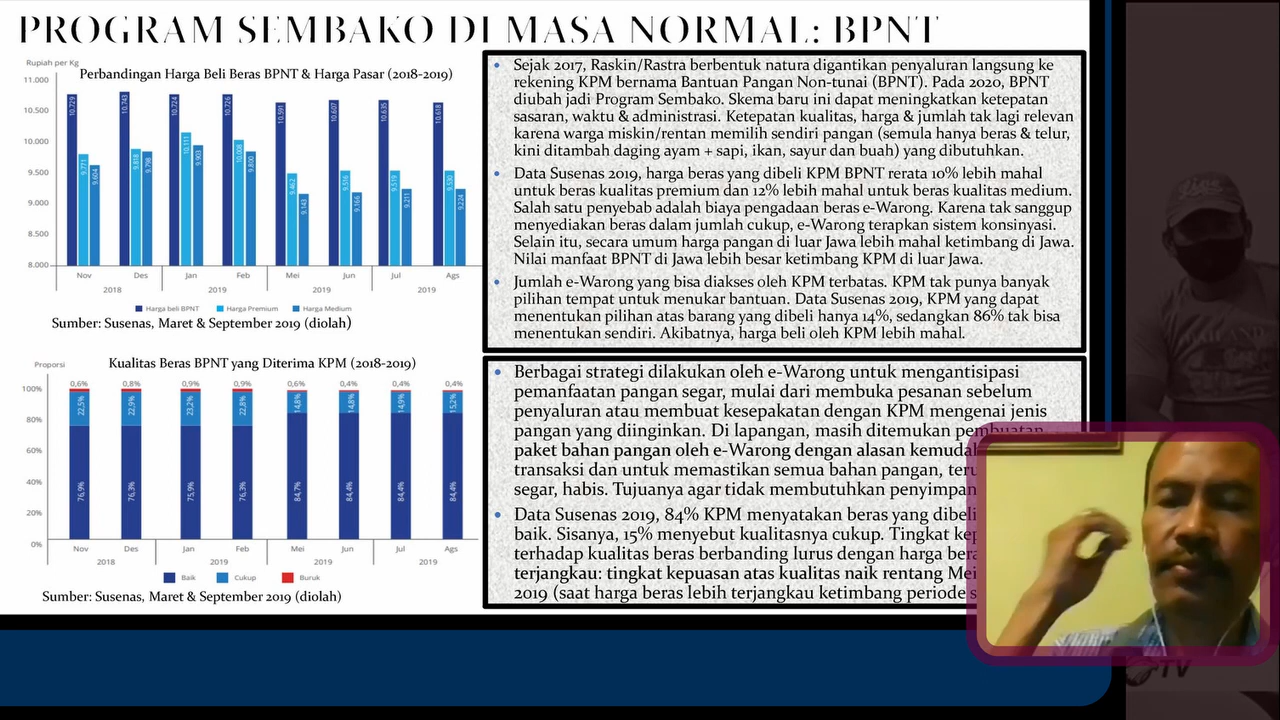 PROGRAM SEMBAKO DI MASA NORMAL: BPNT
Rupiah per Kg
Perbandingan Harga Beli Beras BPNT & Harga Pasar (2018-2019)
11.000
10.500
10.000
9.500
9.000
8.500
8.000
10.729
9.771
9.604
10.743
9.818
9.798
10.724
10.111
9.903
10.726
10.008
9.830
10.591
9.462
9.143
10.607
9.516
9.166
10.635
9.519
9.211
10.618
9.530
9.224
Nov
Des
Jan
Feb
Mei
Jun
Jul
Ags
2018
2019
2019
2019
Harga beli BPNT
Harga Premium
Harga Medium
Sumber: Susenas, Maret & September 2019 (diolah)
Proporsi
Kualitas Beras BPNT yang Diterima KPM (2018-2019)
100%
80%
60%
40%
20%
0%
0,6%
0,8%
0,9%
0,9%
0,6%
0,4%
0,4%
0,4%
22,5%
22,9%
23,2%
22,8%
14,8%
14,8%
14,9%
15,2%
76,9%
76,3%
75,9%
76,3%
84,7%
84,4%
84,4%
84,4%
Nov
Des
Jan
Feb
Mei
Jun
Jul
Ags
2018
2019
2019
2019
Baik
Cukup
Buruk
Sumber: Susenas, Maret & September 2019 (diolah)
• Sejak 2017, Raskin/Rastra berbentuk natura digantikan penyaluran langsung ke
rekening KPM bernama Bantuan Pangan Non-tunai (BPNT). Pada 2020, BPNT
diubah jadi Program Sembako. Skema baru ini dapat meningkatkan ketepatan
sasaran, waktu & administrasi. Ketepatan kualitas, harga & jumlah tak lagi relevan
karena warga miskin/rentan memilih sendiri pangan (semula hanya beras & telur,
kini ditambah daging ayam + sapi, ikan, sayur dan buah) yang dibutuhkan.
• Data Susenas 2019, harga beras yang dibeli KPM BPNT rerata 10% lebih mahal
untuk beras kualitas premium dan 12% lebih mahal untuk beras kualitas medium.
Salah satu penyebab adalah biaya pengadaan beras e-Warong. Karena tak sanggup
menyediakan beras dalam jumlah cukup, e-Warong terapkan sistem konsinyasi.
Selain itu, secara umum harga pangan di luar Jawa lebih mahal ketimbang di Jawa.
Nilai manfaat BPNT di Jawa lebih besar ketimbang KPM di luar Jawa.
• Jumlah e-Warong yang bisa diakses oleh KPM terbatas. KPM tak punya banyak
pilihan tempat untuk menukar bantuan. Data Susenas 2019, KPM yang dapat
menentukan pilihan atas barang yang dibeli hanya 14%, sedangkan 86% tak bisa
menentukan sendiri. Akibatnya, harga beli oleh KPM lebih mahal.
• Berbagai strategi dilakukan oleh e-Warong untuk mengantisipasi
pemanfaatan pangan segar, mulai dari membuka pesanan sebelum
penyaluran atau membuat kesepakatan dengan KPM mengenai jenis
pangan yang diinginkan. Di lapangan, masih ditemukan pembuatan
paket bahan pangan oleh e-Warong dengan alasan kemudah
transaksi dan untuk memastikan semua bahan pangan, teru
segar, habis. Tujuanya agar tidak membutuhkan penyimpan
• Data Susenas 2019, 84% KPM menyatakan beras yang dibeli
baik. Sisanya, 15% menyebut kualitasnya cukup. Tingkat kep
terhadap kualitas beras berbanding lurus dengan harga bera
terjangkau: tingkat kepuasan atas kualitas naik rentang Mei
2019 (saat harga beras lebih terjangkau ketimbang periode s
TV